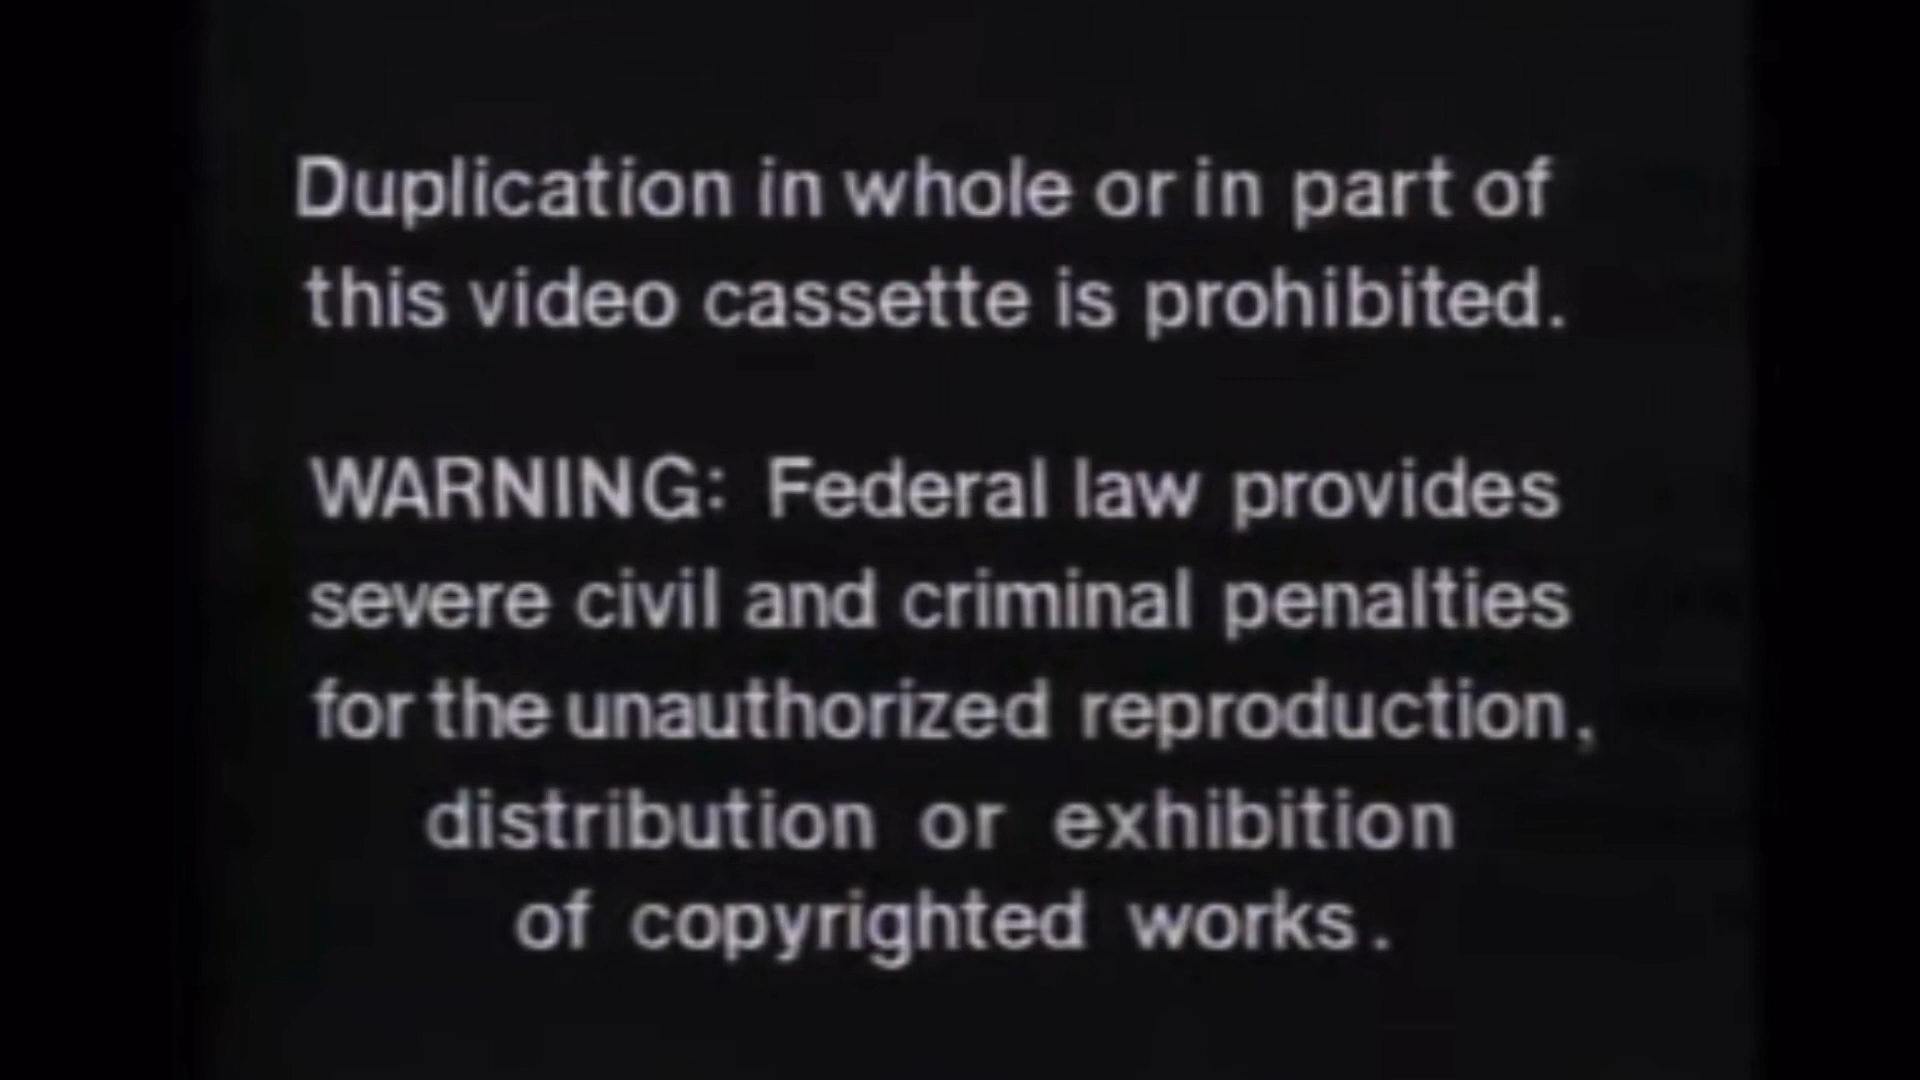 Duplication in whole or in part of
this video cassette is prohibited.
WARNING: Federal law provides
severe civil and criminal penalties
for the unauthorized reproduction,
distribution or exhibition
of copyrighted works.